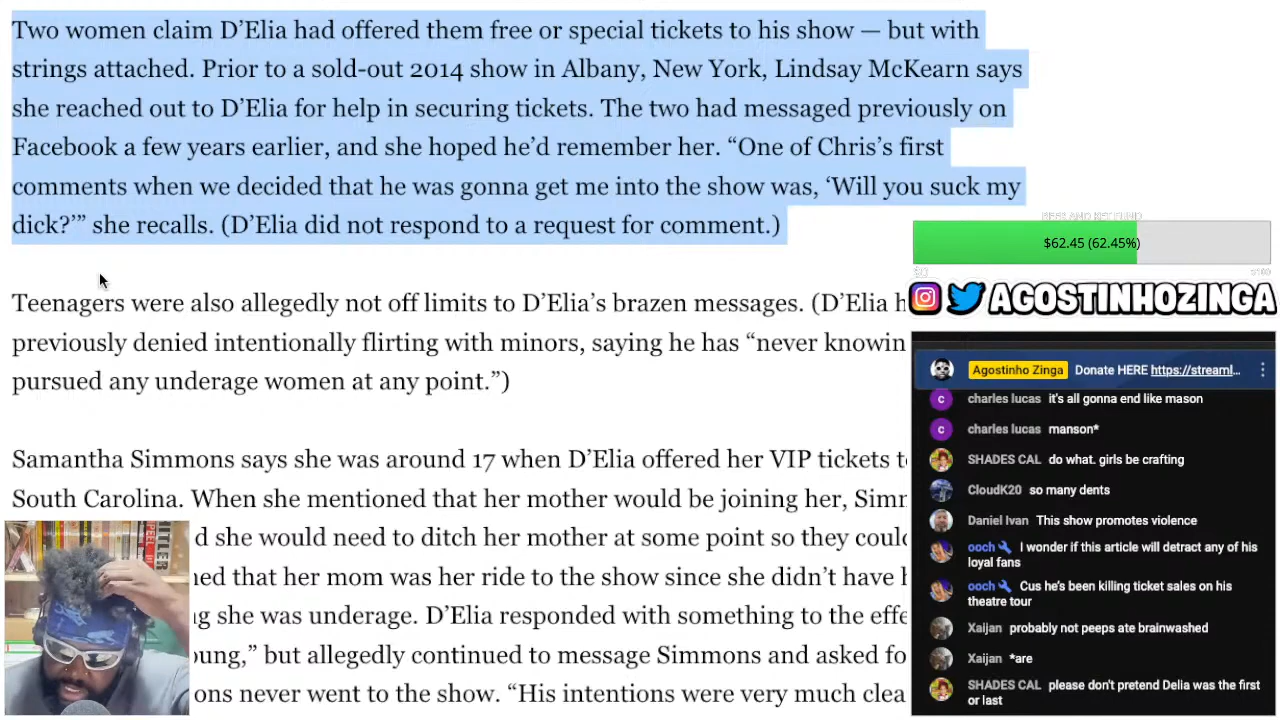 Two women claim D’Elia had offered them free or special tickets to his show — but with
strings attached. Prior to a sold-out 2014 show in Albany, New York, Lindsay McKearn says
she reached out to D’Elia for help in securing tickets. The two had messaged previously on
Facebook a few years earlier, and she hoped he’d remember her. “One of Chris’s first
comments when we decided that he was gonna get me into the show was, ‘Will you suck my
dick?’” she recalls. (D’Elia did not respond to a request for comment.)
Teenagers were also allegedly not off limits to D’Elia’s brazen messages. (D’Elia h
previously denied intentionally flirting with minors, saying he has “never knowin
pursued any underage women at any point.”)
Samantha Simmons says she was around 17 when D’Elia offered her VIP tickets t
South Carolina. When she mentioned that her mother would be joining her, Simm
d she would need to ditch her mother at some point so they could
ned that her mom was her ride to the show since she didn’t have h
g she was underage. D’Elia responded with something to the effe
oung,” but allegedly continued to message Simmons and asked fo
ons never went to the show. “His intentions were very much clea
$62.45 (62.45%)
AGOSTINHOZINGA
Agostinho Zinga Donate HERE https://streaml...
charles lucas it's all gonna end like mason
charles lucas manson*
SHADES CAL do what. girls be crafting
CloudK20 so many dents
Daniel Ivan This show promotes violence
ooch I wonder if this article will detract any of his
loyal fans
ooch Cus he's been killing ticket sales on his
theatre tour
Xaijan probably not peeps ate brainwashed
Xaijan *are
SHADES CAL please don't pretend Delia was the first
or last